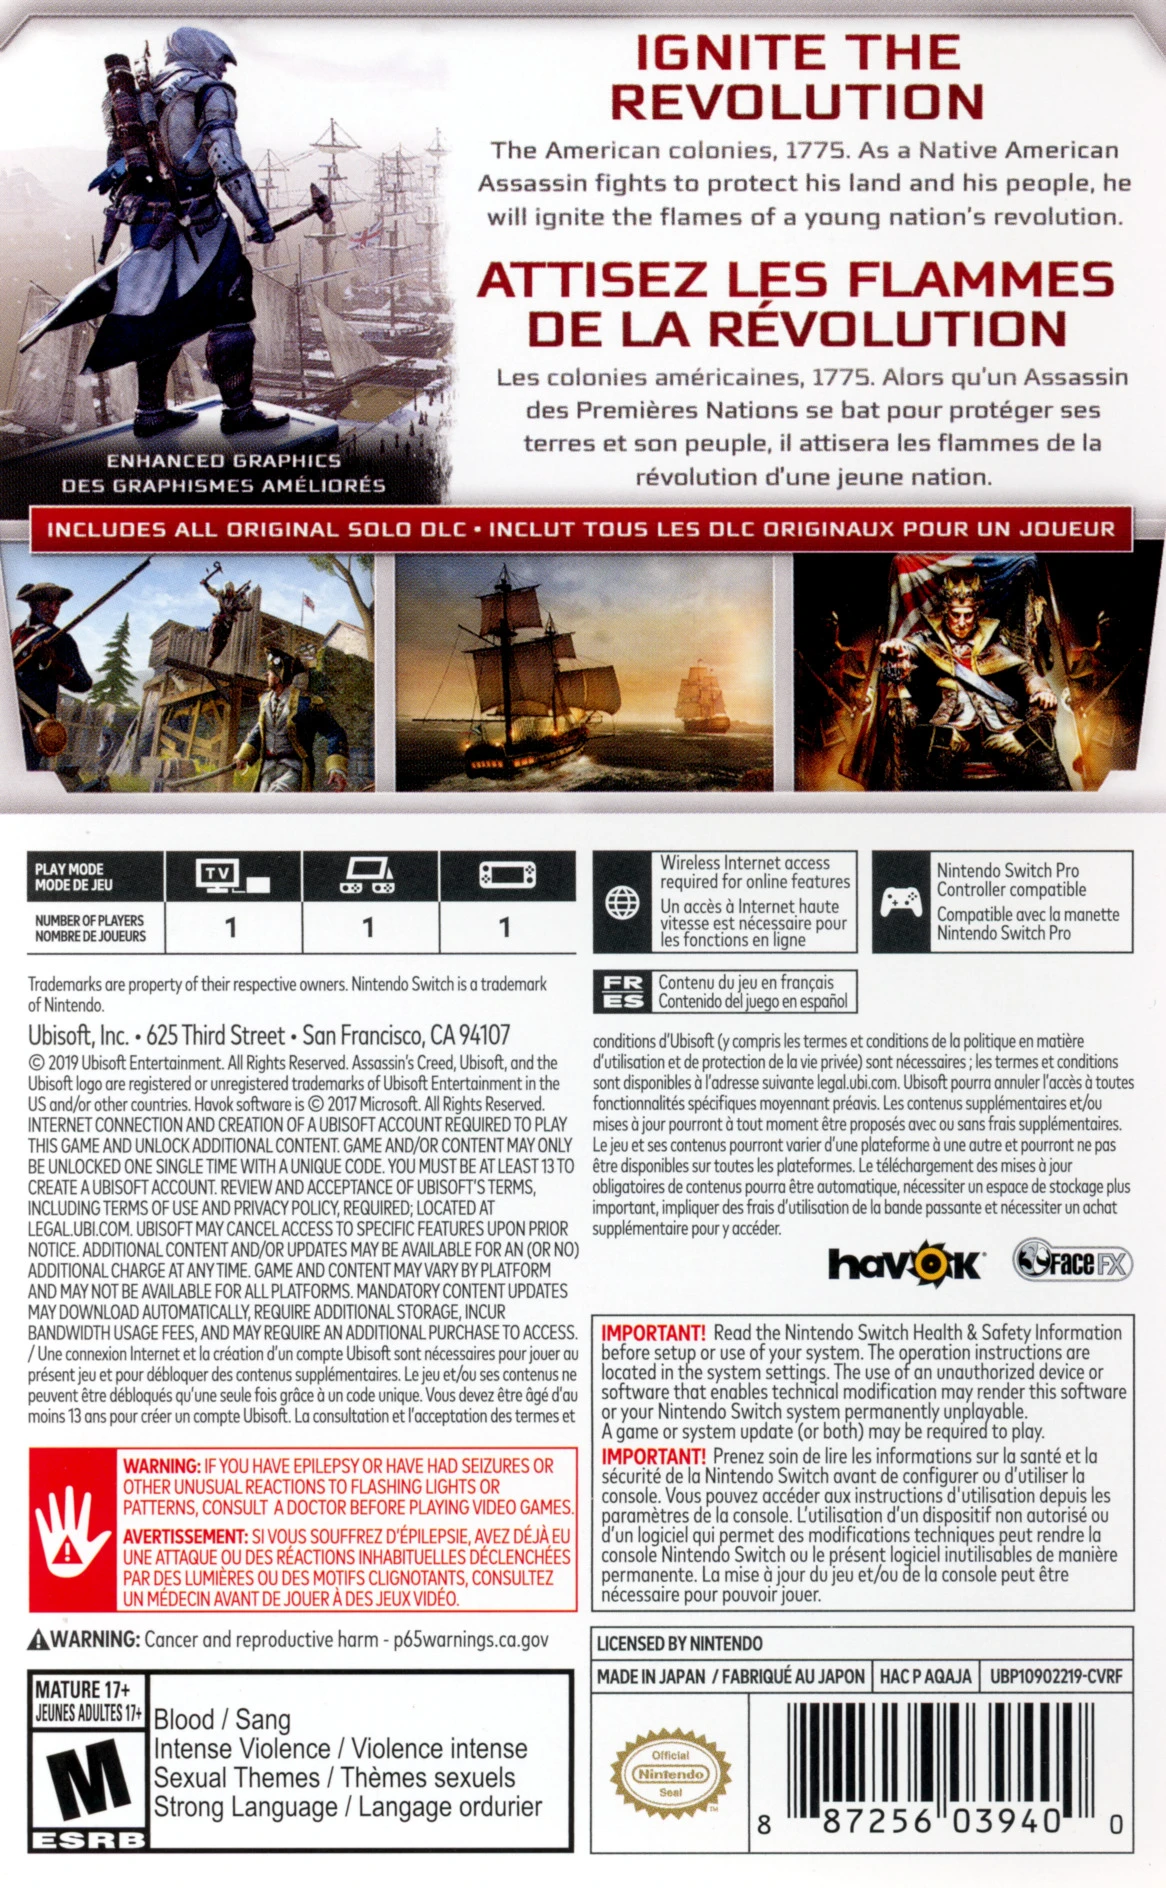 IGNITE THE
REVOLUTION
The American colonies, 1775. As a Native American
Assassin fights to protect his land and his people, he
will ignite the flames of a young nation's revolution.
ATTISEZ LES FLAMMES
DE LA RÉVOLUTION
Les colonies américaines, 1775. Alors qu'un Assassin
des Premières Nations se bat pour protéger ses
terres et son peuple, il attisera les flammes de la
révolution d'une jeune nation.
ENHANCED GRAPHICS
DES GRAPHISMES AMÉLIORÉS
INCLUDES ALL ORIGINAL SOLO DLC • INCLUT TOUS LES DLC ORIGINAUX POUR UN JOUEUR
PLAY MODE
MODE DE JEU
TV
NUMBER OF PLAYERS
NOMBRE DE JOUEURS
1
1
1
Wireless Internet access
required for online features
Un accès à Internet haute
vitesse est nécessaire pour
les fonctions en ligne
Nintendo Switch Pro
Controller compatible
Compatible avec la manette
Nintendo Switch Pro
FR
ES
Contenu du jeu en français
Contenido del juego en español
Trademarks are property of their respective owners. Nintendo Switch is a trademark
of Nintendo.
Ubisoft, Inc. • 625 Third Street • San Francisco, CA 94107
© 2019 Ubisoft Entertainment. All Rights Reserved. Assassin's Creed, Ubisoft, and the
Ubisoft logo are registered or unregistered trademarks of Ubisoft Entertainment in the
US and/or other countries. Havok software is © 2017 Microsoft. All Rights Reserved.
INTERNET CONNECTION AND CREATION OF A UBISOFT ACCOUNT REQUIRED TO PLAY
THIS GAME AND UNLOCK ADDITIONAL CONTENT. GAME AND/OR CONTENT MAY ONLY
BE UNLOCKED ONE SINGLE TIME WITH A UNIQUE CODE. YOU MUST BE AT LEAST 13 TO
CREATE A UBISOFT ACCOUNT. REVIEW AND ACCEPTANCE OF UBISOFT'S TERMS,
INCLUDING TERMS OF USE AND PRIVACY POLICY, REQUIRED; LOCATED AT
LEGAL.UBI.COM. UBISOFT MAY CANCEL ACCESS TO SPECIFIC FEATURES UPON PRIOR
NOTICE. ADDITIONAL CONTENT AND/OR UPDATES MAY BE AVAILABLE FOR AN (OR NO)
ADDITIONAL CHARGE AT ANY TIME. GAME AND CONTENT MAY VARY BY PLATFORM
AND MAY NOT BE AVAILABLE FOR ALL PLATFORMS. MANDATORY CONTENT UPDATES
MAY DOWNLOAD AUTOMATICALLY, REQUIRE ADDITIONAL STORAGE, INCUR
BANDWIDTH USAGE FEES, AND MAY REQUIRE AN ADDITIONAL PURCHASE TO ACCESS.
/ Une connexion Internet et la création d'un compte Ubisoft sont nécessaires pour jouer au
présent jeu et pour débloquer des contenus supplémentaires. Le jeu et/ou ses contenus ne
peuvent être débloqués qu'une seule fois grâce à un code unique. Vous devez être âgé d'au
moins 13 ans pour créer un compte Ubisoft. La consultation et l'acceptation des termes et
conditions d'Ubisoft (y compris les termes et conditions de la politique en matière
d'utilisation et de protection de la vie privée) sont nécessaires ; les termes et conditions
sont disponibles à l'adresse suivante legal.ubi.com. Ubisoft pourra annuler l'accès à toutes
fonctionnalités spécifiques moyennant préavis. Les contenus supplémentaires et/ou
mises à jour pourront à tout moment être proposés avec ou sans frais supplémentaires.
Le jeu et ses contenus pourront varier d'une plateforme à une autre et pourront ne pas
être disponibles sur toutes les plateformes. Le téléchargement des mises à jour
obligatoires de contenus pourra être automatique, nécessiter un espace de stockage plus
important, impliquer des frais d'utilisation de la bande passante et nécessiter un achat
supplémentaire pour y accéder.
havok
FaceFX
WARNING: IF YOU HAVE EPILEPSY OR HAVE HAD SEIZURES OR
OTHER UNUSUAL REACTIONS TO FLASHING LIGHTS OR
PATTERNS, CONSULT A DOCTOR BEFORE PLAYING VIDEO GAMES.
AVERTISSEMENT: SI VOUS SOUFFREZ D'ÉPILEPSIE, AVEZ DÉJÀ EU
UNE ATTAQUE OU DES RÉACTIONS INHABITUELLES DÉCLENCHÉES
PAR DES LUMIÈRES OU DES MOTIFS CLIGNOTANTS, CONSULTEZ
UN MÉDECIN AVANT DE JOUER À DES JEUX VIDÉO.
WARNING: Cancer and reproductive harm - p65warnings.ca.gov
IMPORTANT! Read the Nintendo Switch Health & Safety Information
before setup or use of your system. The operation instructions are
located in the system settings. The use of an unauthorized device or
software that enables technical modification may render this software
or your Nintendo Switch system permanently unplayable.
A game or system update (or both) may be required to play.
IMPORTANT! Prenez soin de lire les informations sur la santé et la
sécurité de la Nintendo Switch avant de configurer ou d'utiliser la
console. Vous pouvez accéder aux instructions d'utilisation depuis les
paramètres de la console. L'utilisation d'un dispositif non autorisé ou
d'un logiciel qui permet des modifications techniques peut rendre la
console Nintendo Switch ou le présent logiciel inutilisables de manière
permanente. La mise à jour du jeu et/ou de la console peut être
nécessaire pour pouvoir jouer.
MATURE 17+
JEUNES ADULTES 17+
M
ESRB
Blood / Sang
Intense Violence / Violence intense
Sexual Themes / Thèmes sexuels
Strong Language / Langage ordurier
LICENSED BY NINTENDO
MADE IN JAPAN / FABRIQUÉ AU JAPON
HAC P AQAJA
UBP10902219-CVRF
Official
Nintendo
Seal
TM
8 87256 03940 0